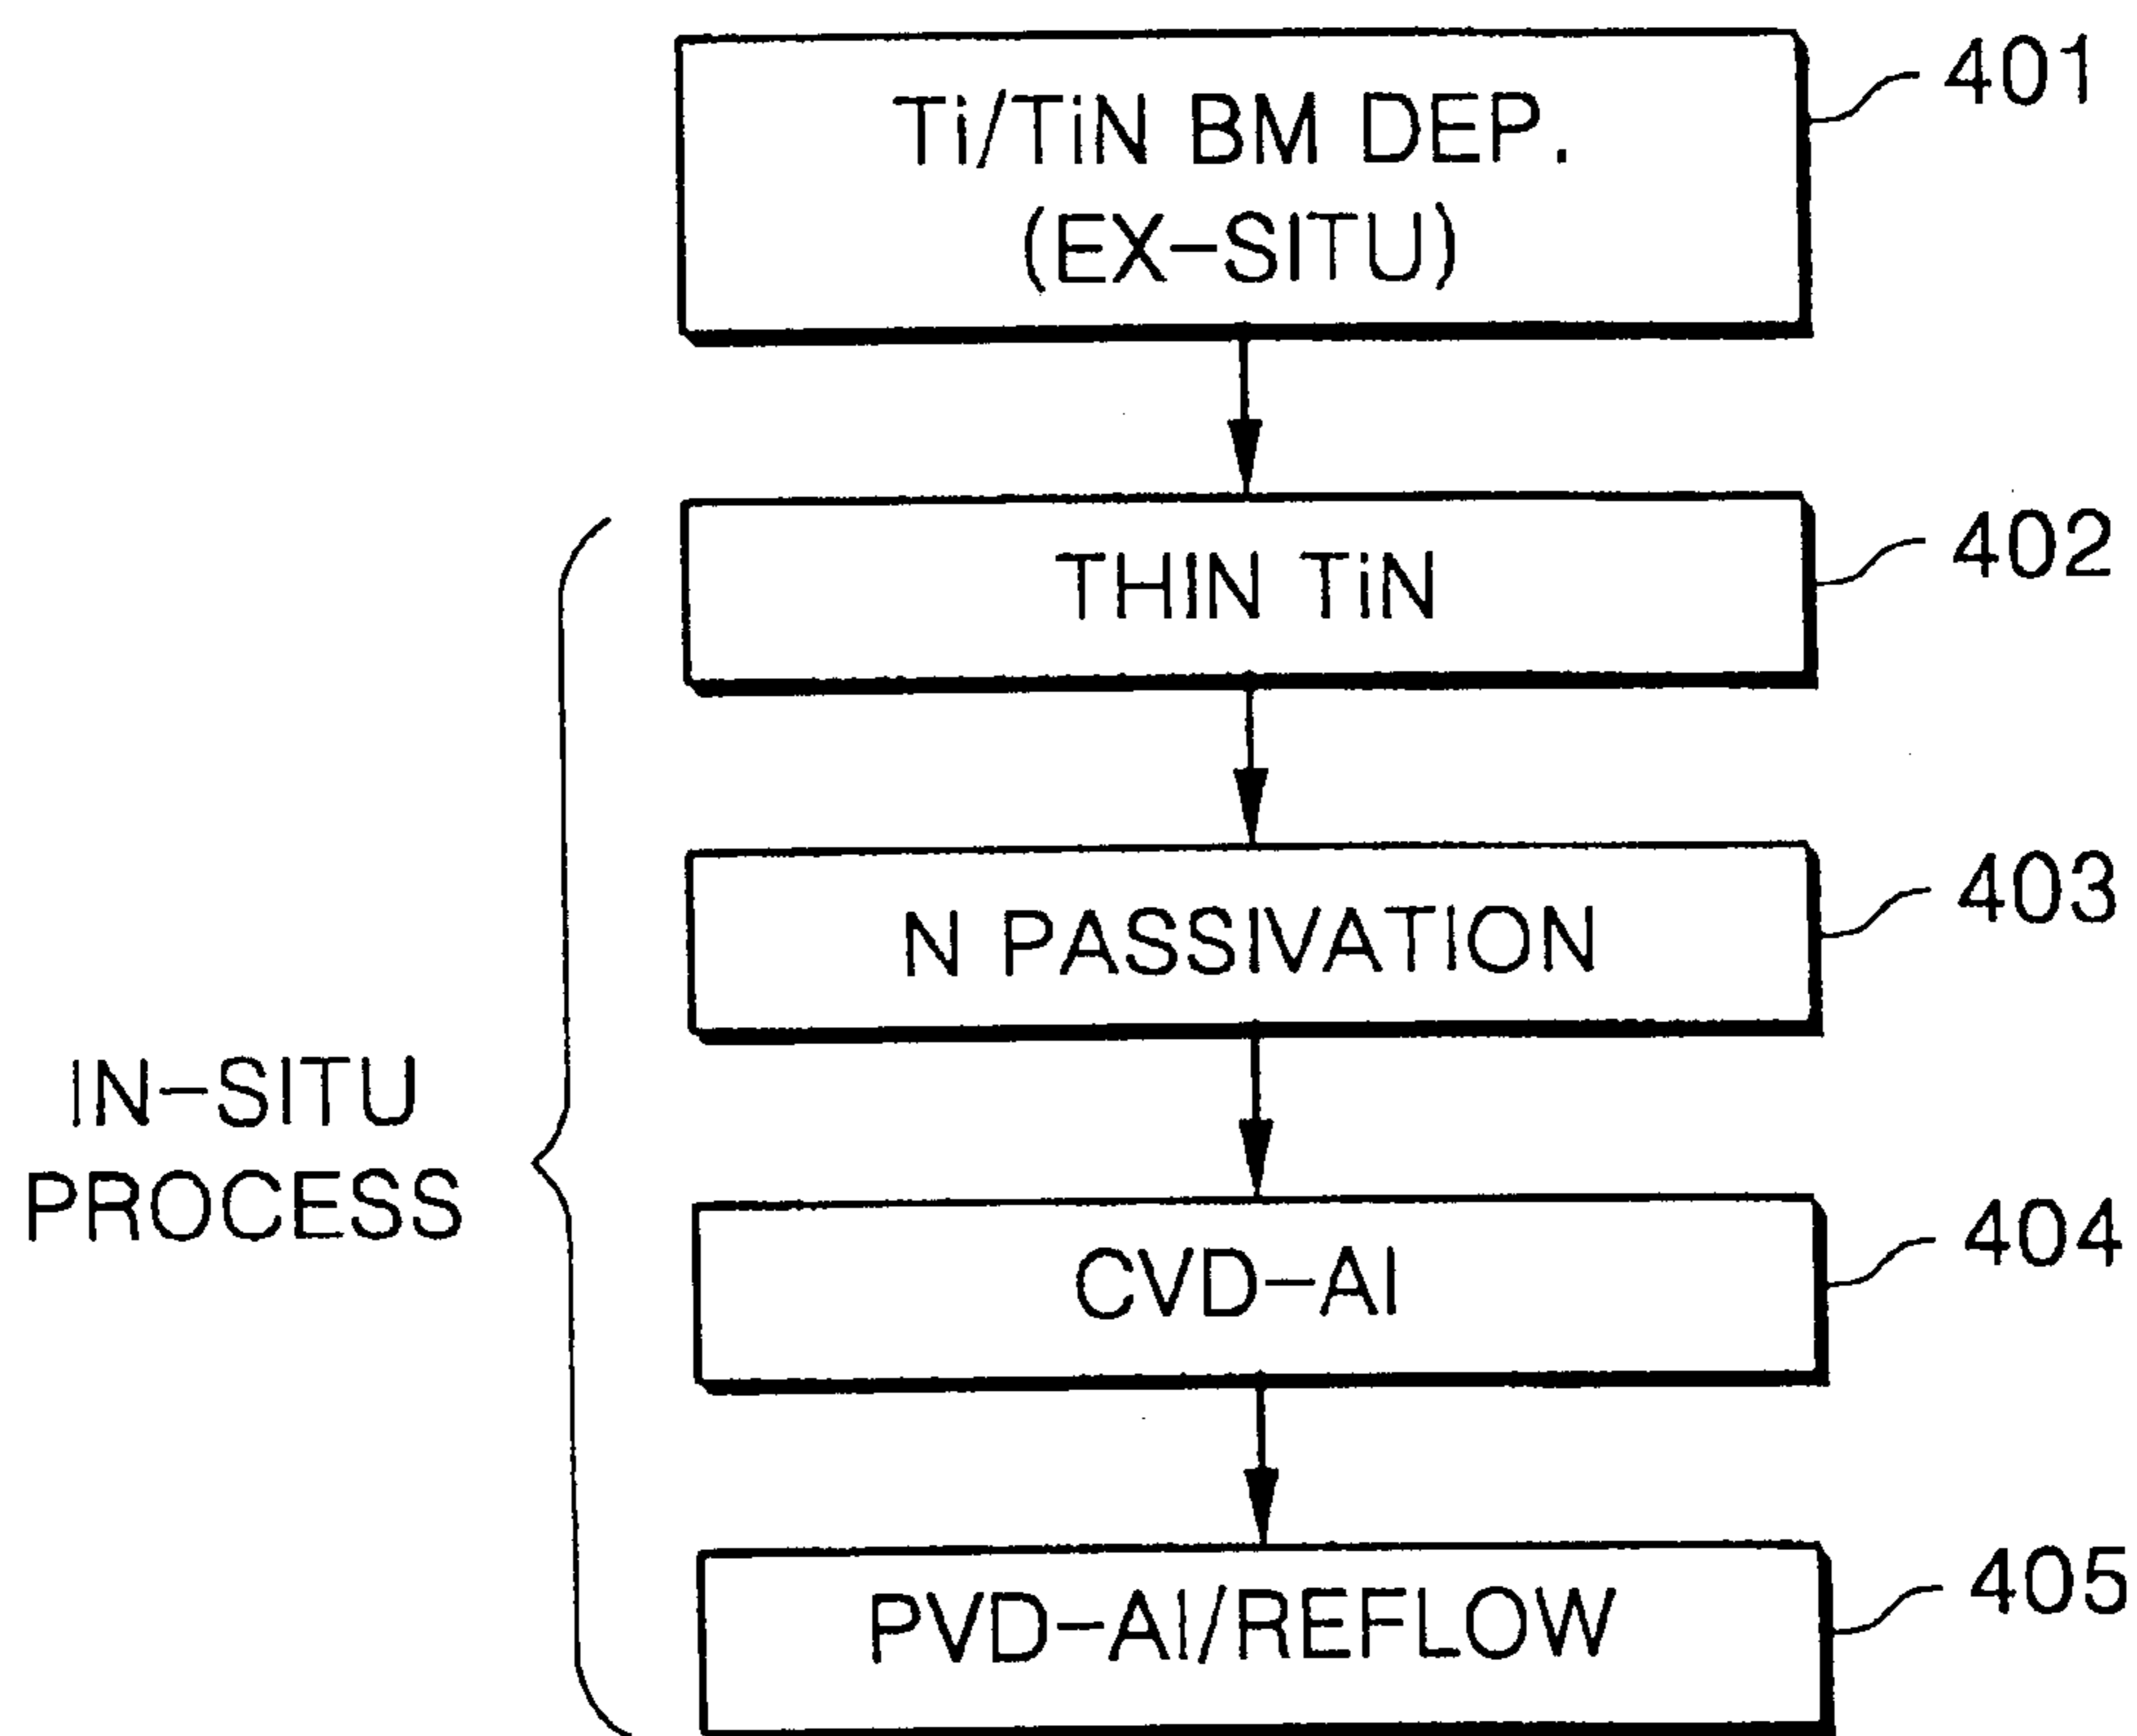 Ti/TiN BM DEP.
(EX-SITU)
401
THIN TiN
402
N PASSIVATION
403
IN-SITU
PROCESS
CVD-Al
404
PVD-Al/REFLOW
405